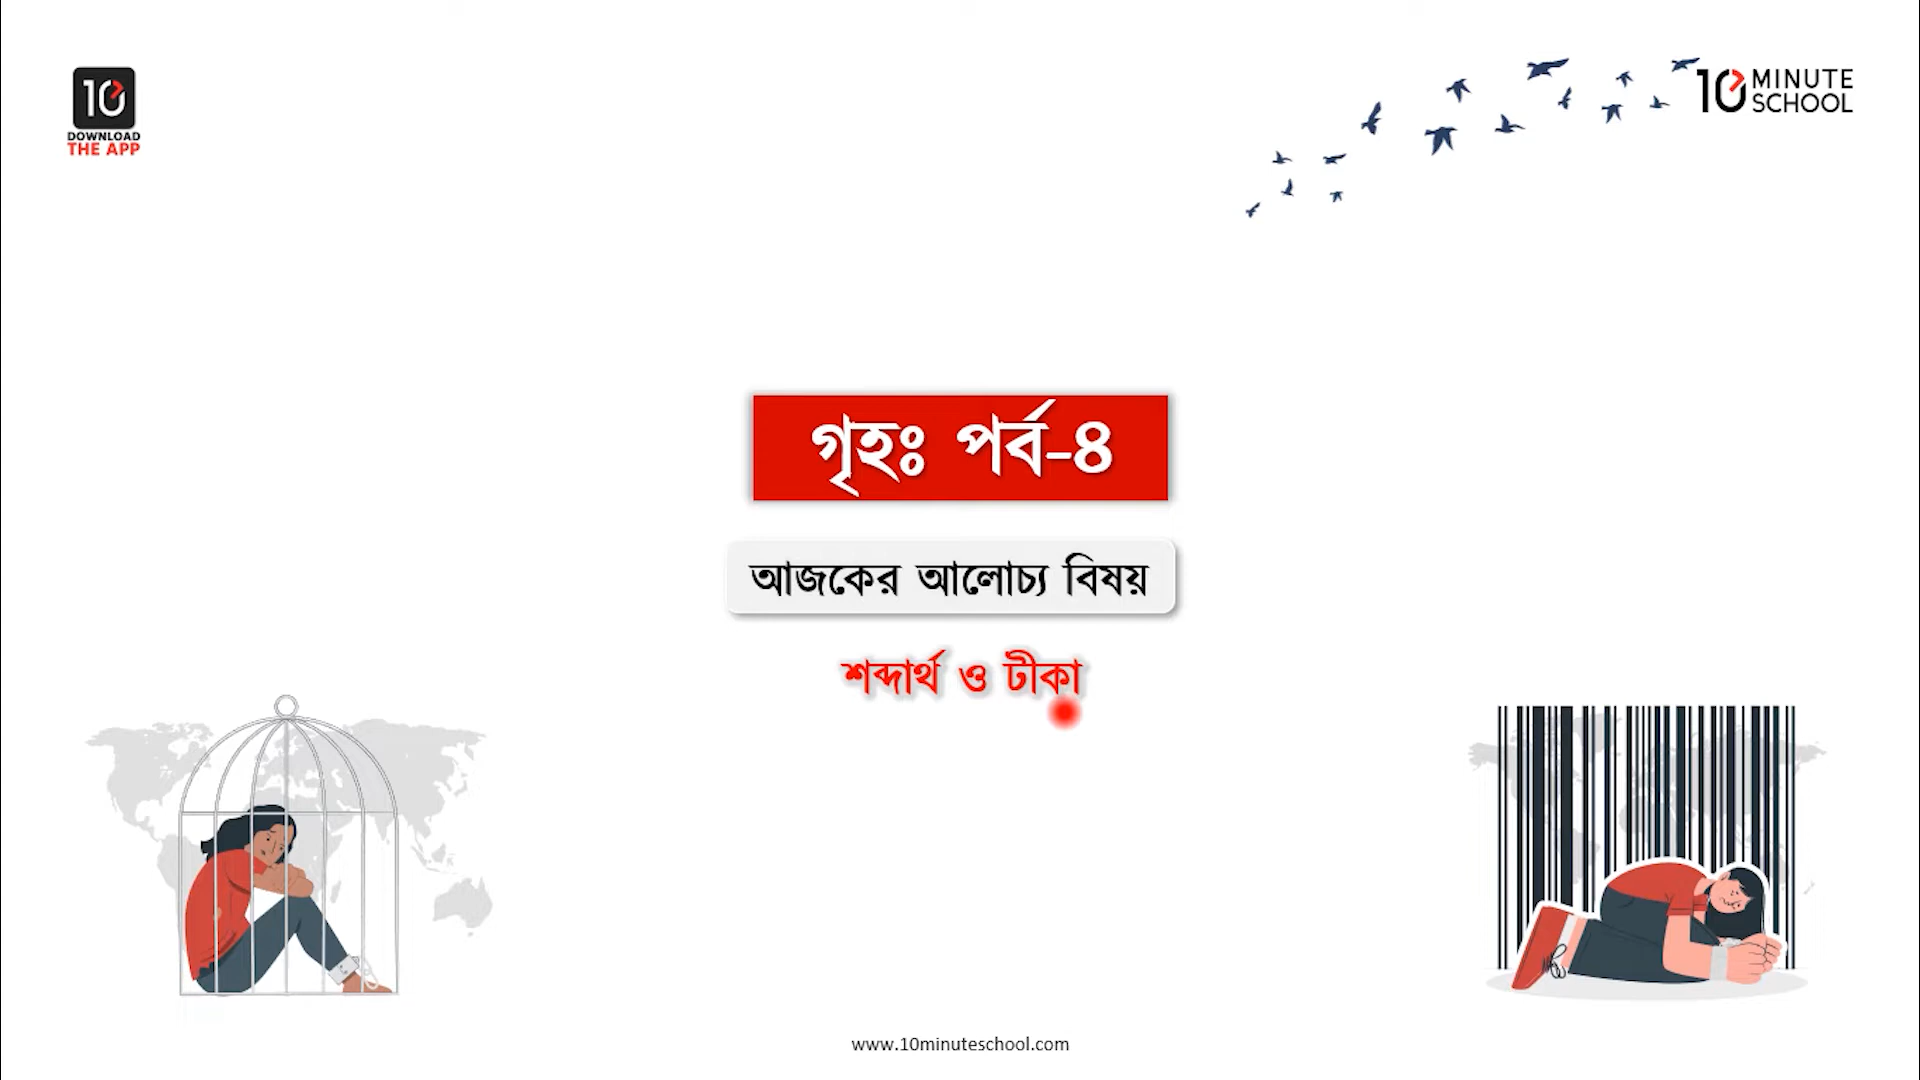 10
DOWNLOAD
THE APP
10 MINUTE
SCHOOL
গৃহঃ পর্ব-৪
আজকের আলোচ্য বিষয়
শব্দার্থ ও টীকা
www.10minuteschool.com